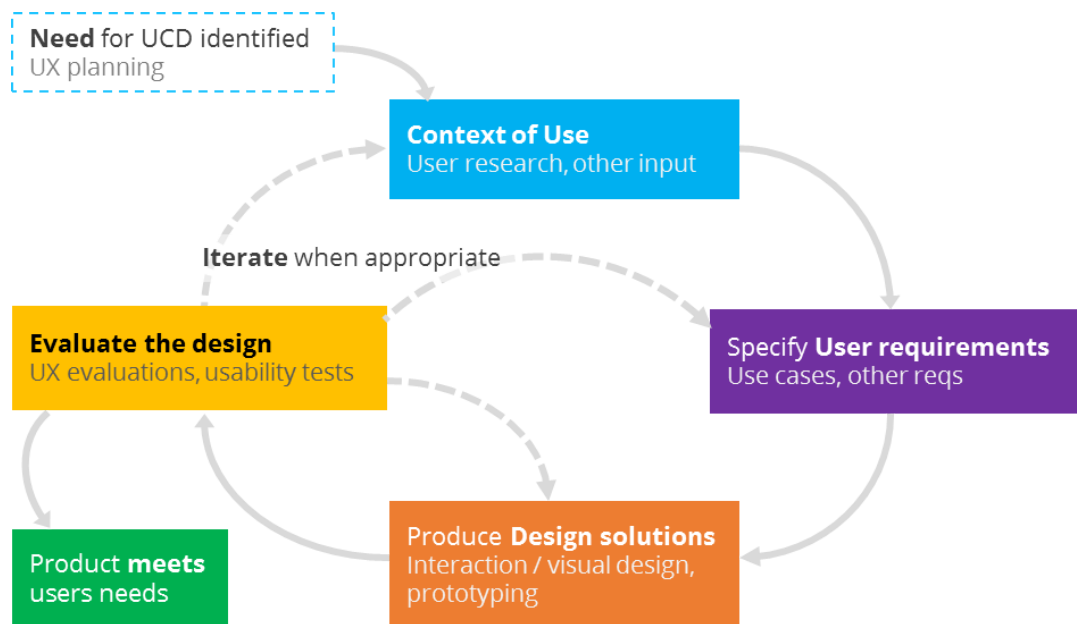 Need for UCD identified
UX planning
Context of Use
User research, other input
Iterate when appropriate
Evaluate the design
UX evaluations, usability tests
Specify User requirements
Use cases, other reqs
Produce Design solutions
Interaction / visual design,
prototyping
Product meets
users needs